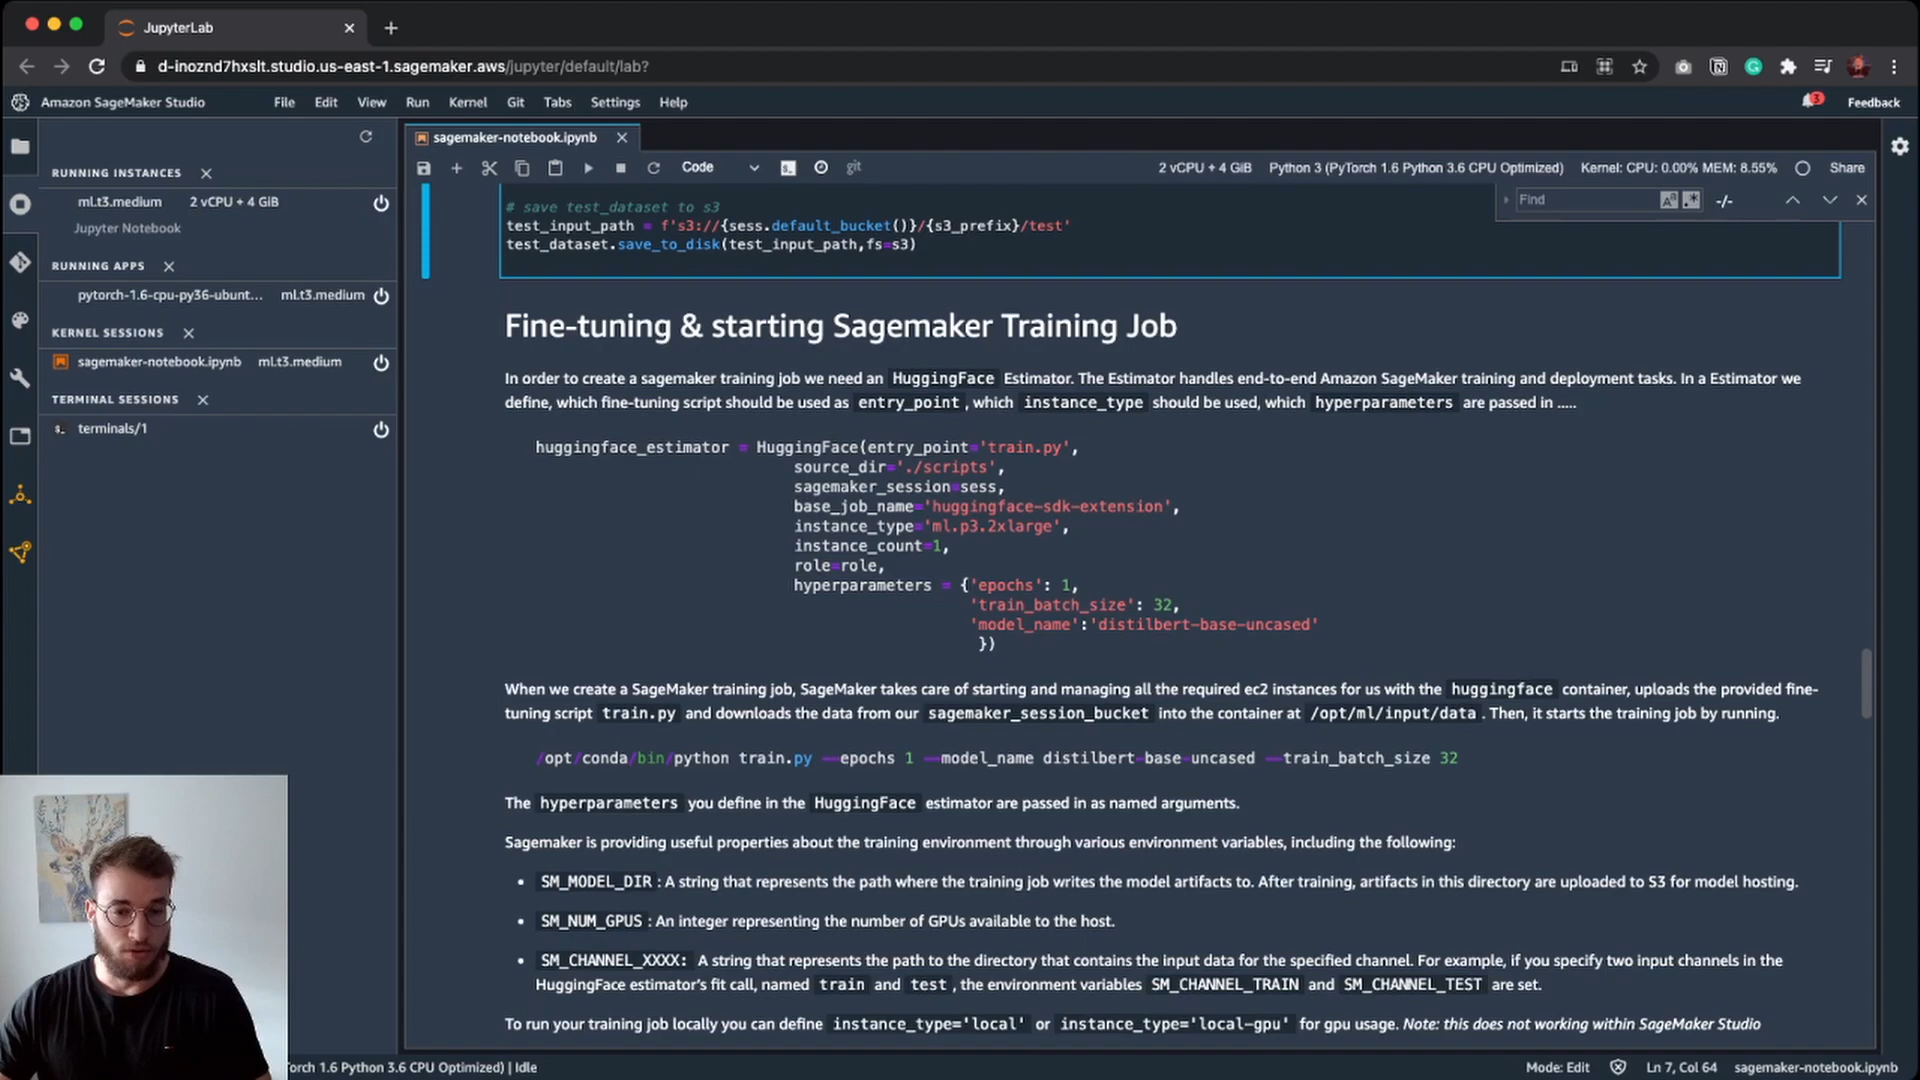 JupyterLab
d-inoznd7hxslt.studio.us-east-1.sagemaker.aws/jupyter/default/lab?
Amazon SageMaker Studio File Edit View Run Kernel Git Tabs Settings Help 3 Feedback
RUNNING INSTANCES
ml.t3.medium 2 vCPU + 4 GiB
Jupyter Notebook
RUNNING APPS
pytorch-1.6-cpu-py36-ubunt... ml.t3.medium
KERNEL SESSIONS
sagemaker-notebook.ipynb ml.t3.medium
TERMINAL SESSIONS
terminals/1
sagemaker-notebook.ipynb
Code git 2 vCPU + 4 GiB Python 3 (PyTorch 1.6 Python 3.6 CPU Optimized) Kernel: CPU: 0.00% MEM: 8.55% Share
Find -/-
# save test_dataset to s3
test_input_path = f's3://{sess.default_bucket()}/{s3_prefix}/test'
test_dataset.save_to_disk(test_input_path,fs=s3)
Fine-tuning & starting Sagemaker Training Job
In order to create a sagemaker training job we need an HuggingFace Estimator. The Estimator handles end-to-end Amazon SageMaker training and deployment tasks. In a Estimator we
define, which fine-tuning script should be used as entry_point , which instance_type should be used, which hyperparameters are passed in .....
huggingface_estimator = HuggingFace(entry_point='train.py',
source_dir='./scripts',
sagemaker_session=sess,
base_job_name='huggingface-sdk-extension',
instance_type='ml.p3.2xlarge',
instance_count=1,
role=role,
hyperparameters = {'epochs': 1,
'train_batch_size': 32,
'model_name':'distilbert-base-uncased'
})
When we create a SageMaker training job, SageMaker takes care of starting and managing all the required ec2 instances for us with the huggingface container, uploads the provided fine-
tuning script train.py and downloads the data from our sagemaker_session_bucket into the container at /opt/ml/input/data . Then, it starts the training job by running.
/opt/conda/bin/python train.py --epochs 1 --model_name distilbert-base-uncased --train_batch_size 32
The hyperparameters you define in the HuggingFace estimator are passed in as named arguments.
Sagemaker is providing useful properties about the training environment through various environment variables, including the following:
• SM_MODEL_DIR : A string that represents the path where the training job writes the model artifacts to. After training, artifacts in this directory are uploaded to S3 for model hosting.
• SM_NUM_GPUS : An integer representing the number of GPUs available to the host.
• SM_CHANNEL_XXXX: A string that represents the path to the directory that contains the input data for the specified channel. For example, if you specify two input channels in the
HuggingFace estimator's fit call, named train and test , the environment variables SM_CHANNEL_TRAIN and SM_CHANNEL_TEST are set.
To run your training job locally you can define instance_type='local' or instance_type='local-gpu' for gpu usage. Note: this does not working within SageMaker Studio
orch 1.6 Python 3.6 CPU Optimized) | Idle Mode: Edit Ln 7, Col 64 sagemaker-notebook.ipynb